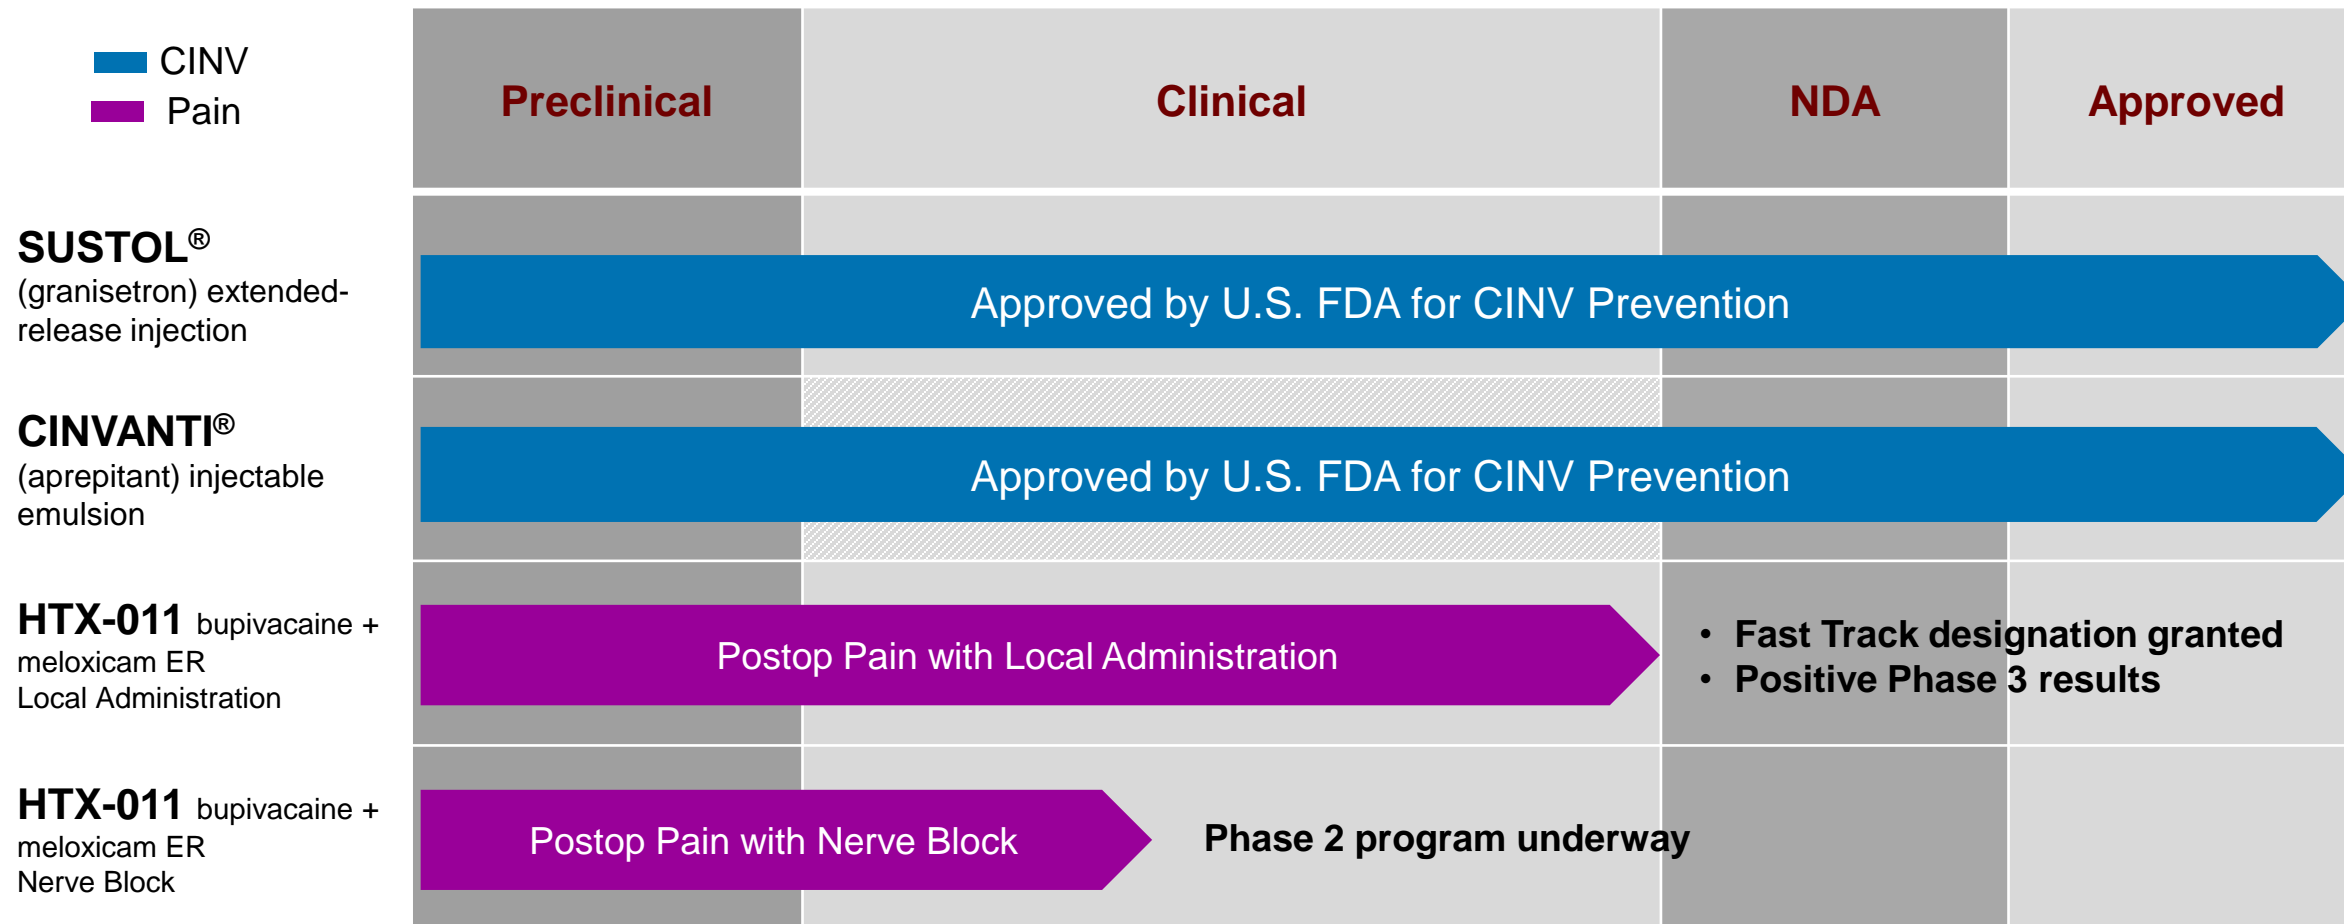 CINV
Pain
Preclinical
Clinical
NDA
Approved
SUSTOL®
(granisetron) extended-
release injection
Approved by U.S. FDA for CINV Prevention
CINVANTI®
(aprepitant) injectable
emulsion
Approved by U.S. FDA for CINV Prevention
HTX-011 bupivacaine +
meloxicam ER
Local Administration
Postop Pain with Local Administration
• Fast Track designation granted
• Positive Phase 3 results
HTX-011 bupivacaine +
meloxicam ER
Nerve Block
Postop Pain with Nerve Block
Phase 2 program underway